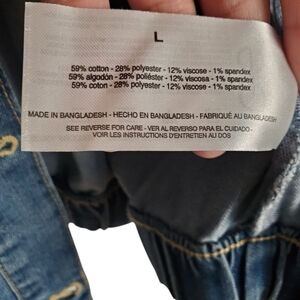 L
59% cotton - 28% polyester - 12% viscose - 1% spandex
59% algodón - 28% poliéster - 12% viscosa - 1% spandex
59% coton - 28% polyester - 12% viscose - 1% spandex
MADE IN BANGLADESH - HECHO EN BANGLADESH - FABRIQUÉ AU BANGLADESH
SEE REVERSE FOR CARE - VER AL REVERSO PARA EL CUIDADO -
VOIR LES INSTRUCTIONS D'ENTRETIEN AU DOS